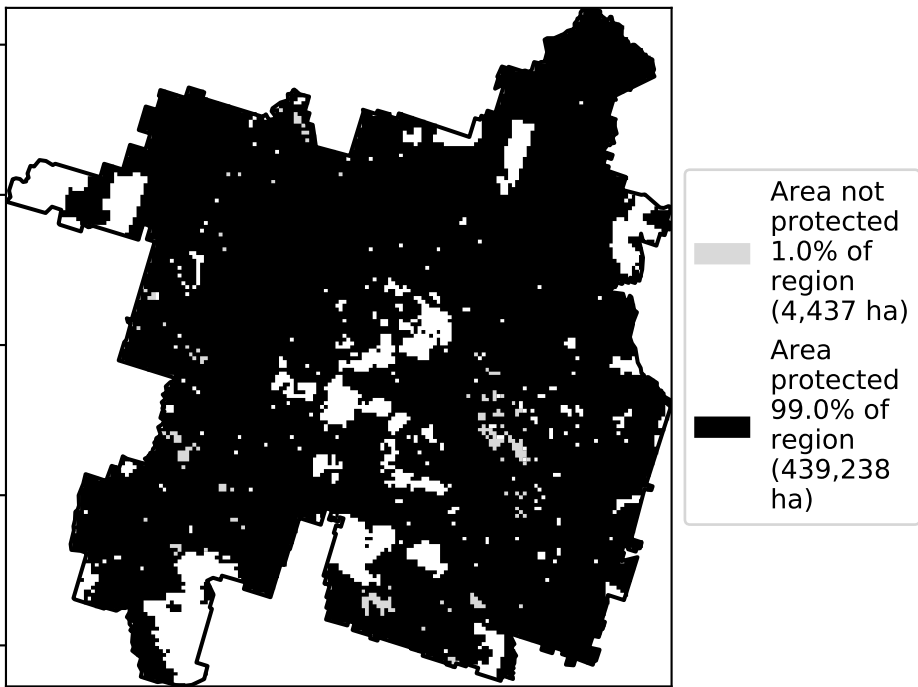 Area not
protected
1.0% of
region
(4,437 ha)
Area
protected
99.0% of
region
(439,238
ha)